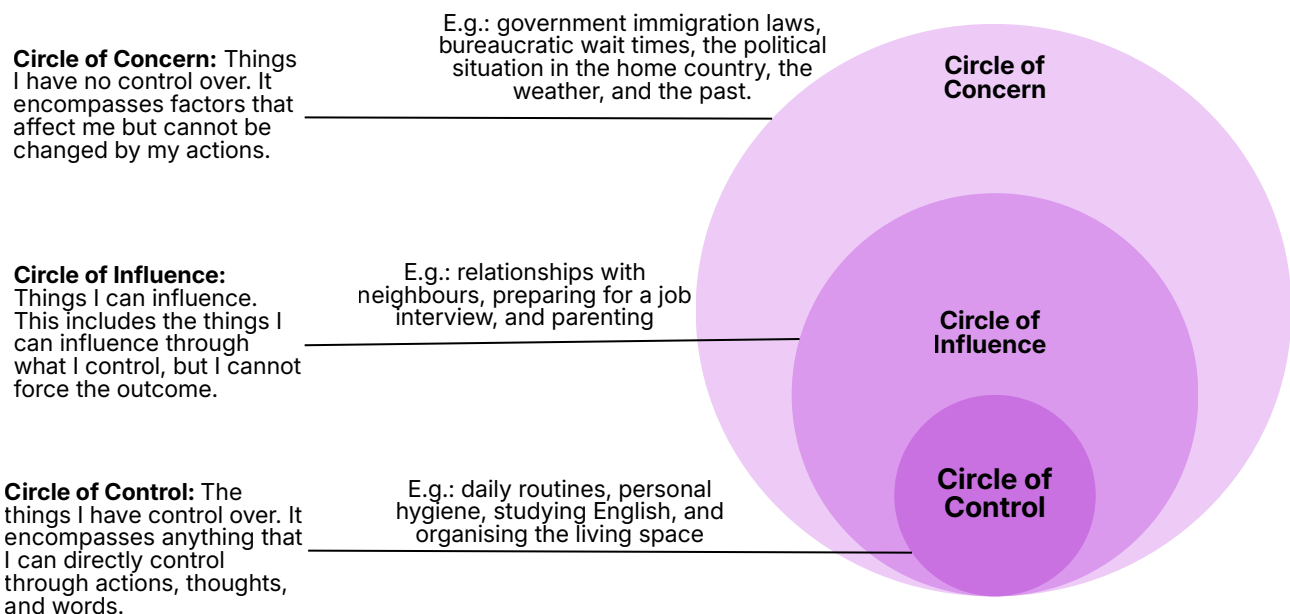 E.g.: government immigration laws,
bureaucratic wait times, the political
situation in the home country, the
weather, and the past.
Circle of Concern: Things
I have no control over. It
encompasses factors that
affect me but cannot be
changed by my actions.
Circle of
Concern
Circle of Influence:
Things I can influence.
This includes the things I
can influence through
what I control, but I cannot
force the outcome.
E.g.: relationships with
neighbours, preparing for a job
interview, and parenting
Circle of
Influence
Circle of Control: The
things I have control over. It
encompasses anything that
I can directly control
through actions, thoughts,
and words.
E.g.: daily routines, personal
hygiene, studying English, and
organising the living space
Circle of
Control